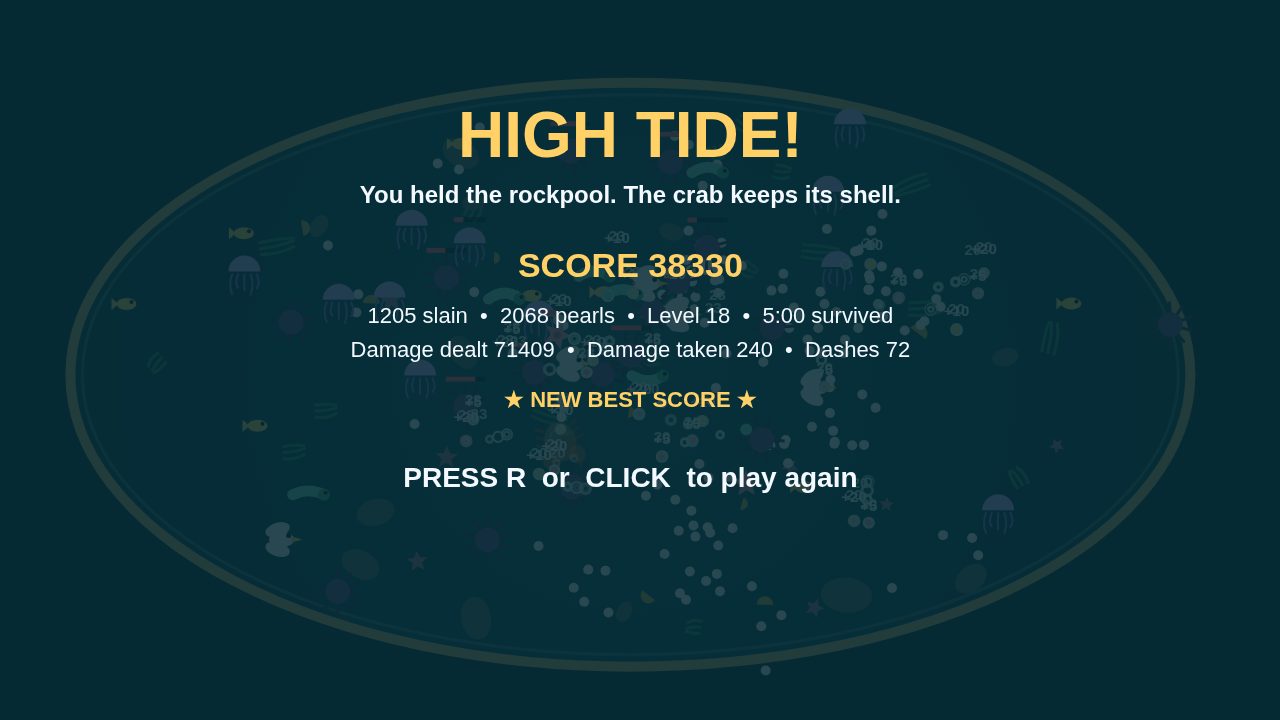 HIGH TIDE!
You held the rockpool. The crab keeps its shell.
SCORE 38330
1205 slain • 2068 pearls • Level 18 • 5:00 survived
Damage dealt 71409 • Damage taken 240 • Dashes 72
★ NEW BEST SCORE ★
PRESS R or CLICK to play again